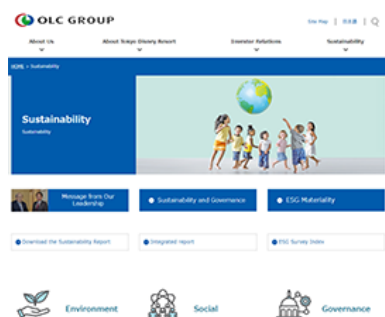 OLC GROUP
Site Map | 日本語
About Us
About Tokyo Disney Resort
Investor Relations
Sustainability
HOME > Sustainability
Sustainability
Sustainability
Message from Our
Leadership
Sustainability and Governance
ESG Materiality
Download the Sustainability Report
Integrated report
ESG Survey Index
Environment
Social
Governance